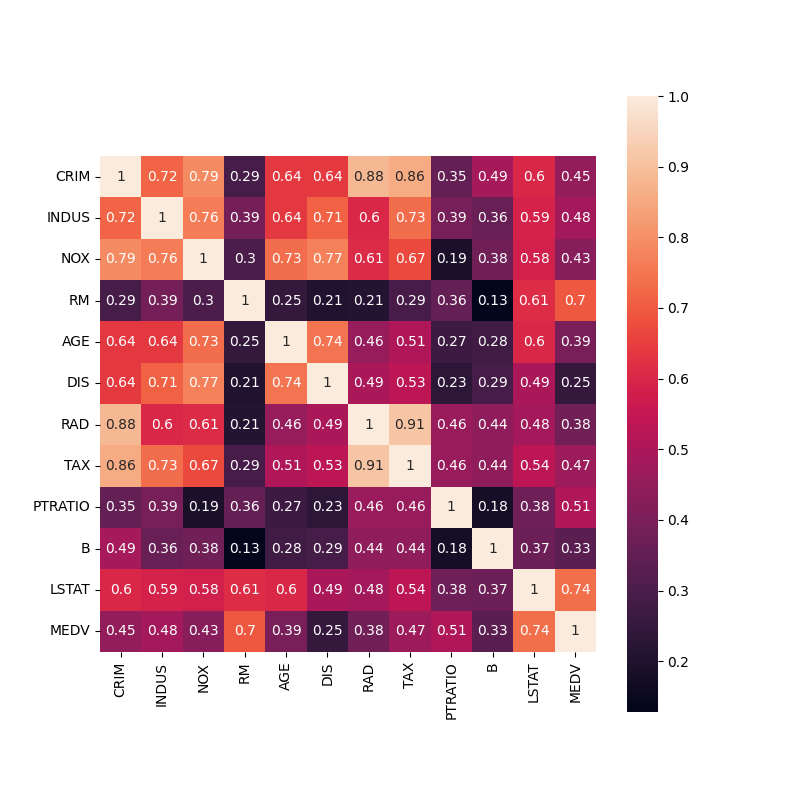 1.0
CRIM 1 0.72 0.79 0.29 0.64 0.64 0.88 0.86 0.35 0.49 0.6 0.45
0.9
INDUS 0.72 1 0.76 0.39 0.64 0.71 0.6 0.73 0.39 0.36 0.59 0.48
0.8
NOX 0.79 0.76 1 0.3 0.73 0.77 0.61 0.67 0.19 0.38 0.58 0.43
RM 0.29 0.39 0.3 1 0.25 0.21 0.21 0.29 0.36 0.13 0.61 0.7
0.7
AGE 0.64 0.64 0.73 0.25 1 0.74 0.46 0.51 0.27 0.28 0.6 0.39
0.6
DIS 0.64 0.71 0.77 0.21 0.74 1 0.49 0.53 0.23 0.29 0.49 0.25
RAD 0.88 0.6 0.61 0.21 0.46 0.49 1 0.91 0.46 0.44 0.48 0.38
0.5
TAX 0.86 0.73 0.67 0.29 0.51 0.53 0.91 1 0.46 0.44 0.54 0.47
PTRATIO 0.35 0.39 0.19 0.36 0.27 0.23 0.46 0.46 1 0.18 0.38 0.51
0.4
B 0.49 0.36 0.38 0.13 0.28 0.29 0.44 0.44 0.18 1 0.37 0.33
0.3
LSTAT 0.6 0.59 0.58 0.61 0.6 0.49 0.48 0.54 0.38 0.37 1 0.74
MEDV 0.45 0.48 0.43 0.7 0.39 0.25 0.38 0.47 0.51 0.33 0.74 1
0.2
CRIM INDUS NOX RM AGE DIS RAD TAX PTRATIO B LSTAT MEDV